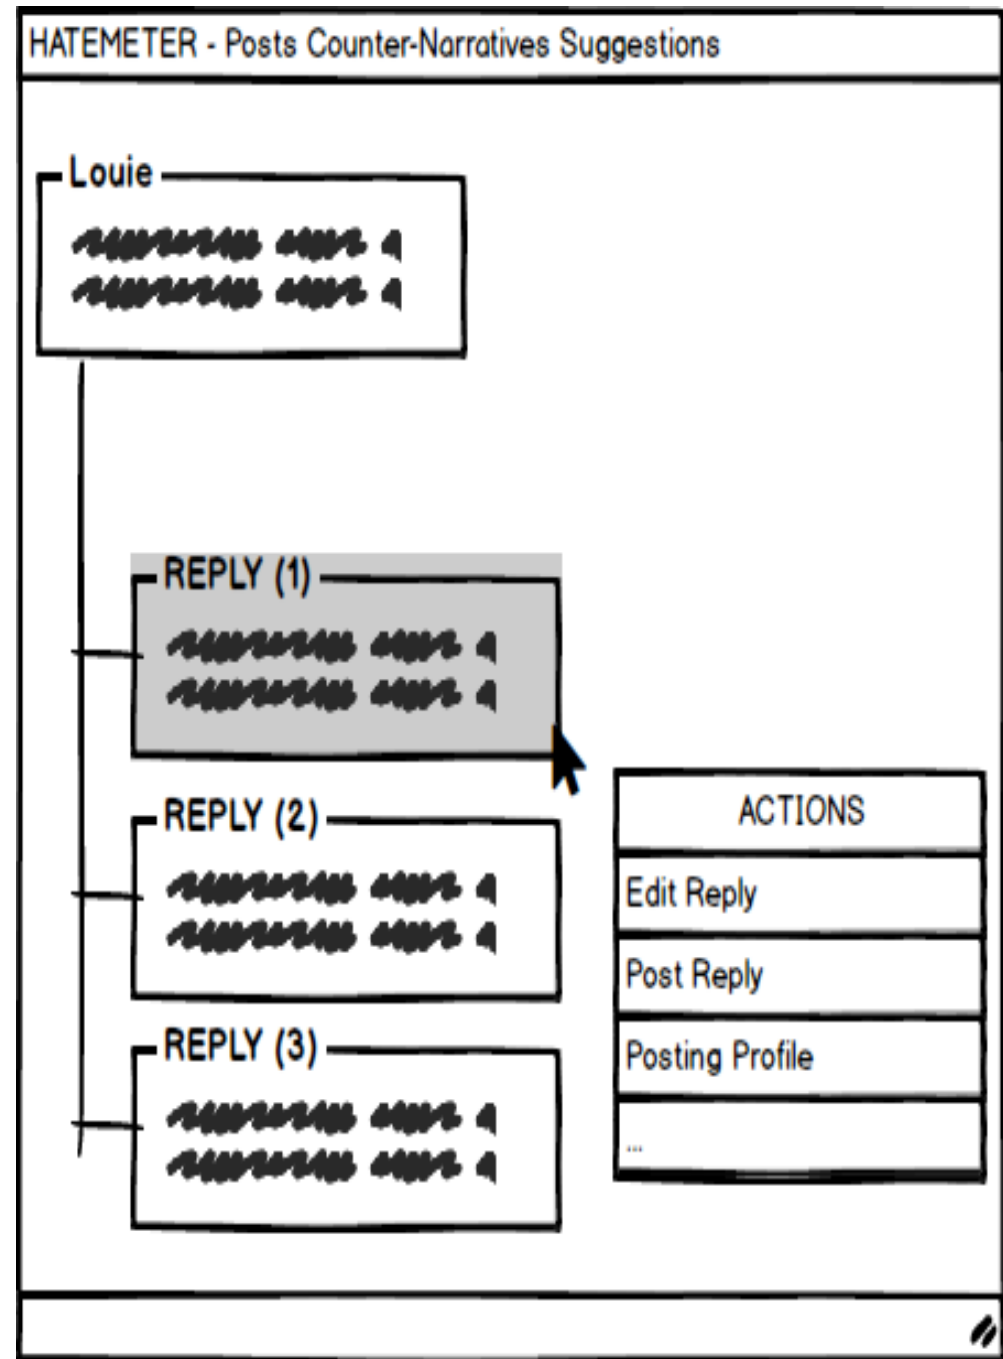 HATEMETER - Posts Counter-Narratives Suggestions
Louie
REPLY (1)
REPLY (2)
REPLY (3)
ACTIONS
Edit Reply
Post Reply
Posting Profile
...